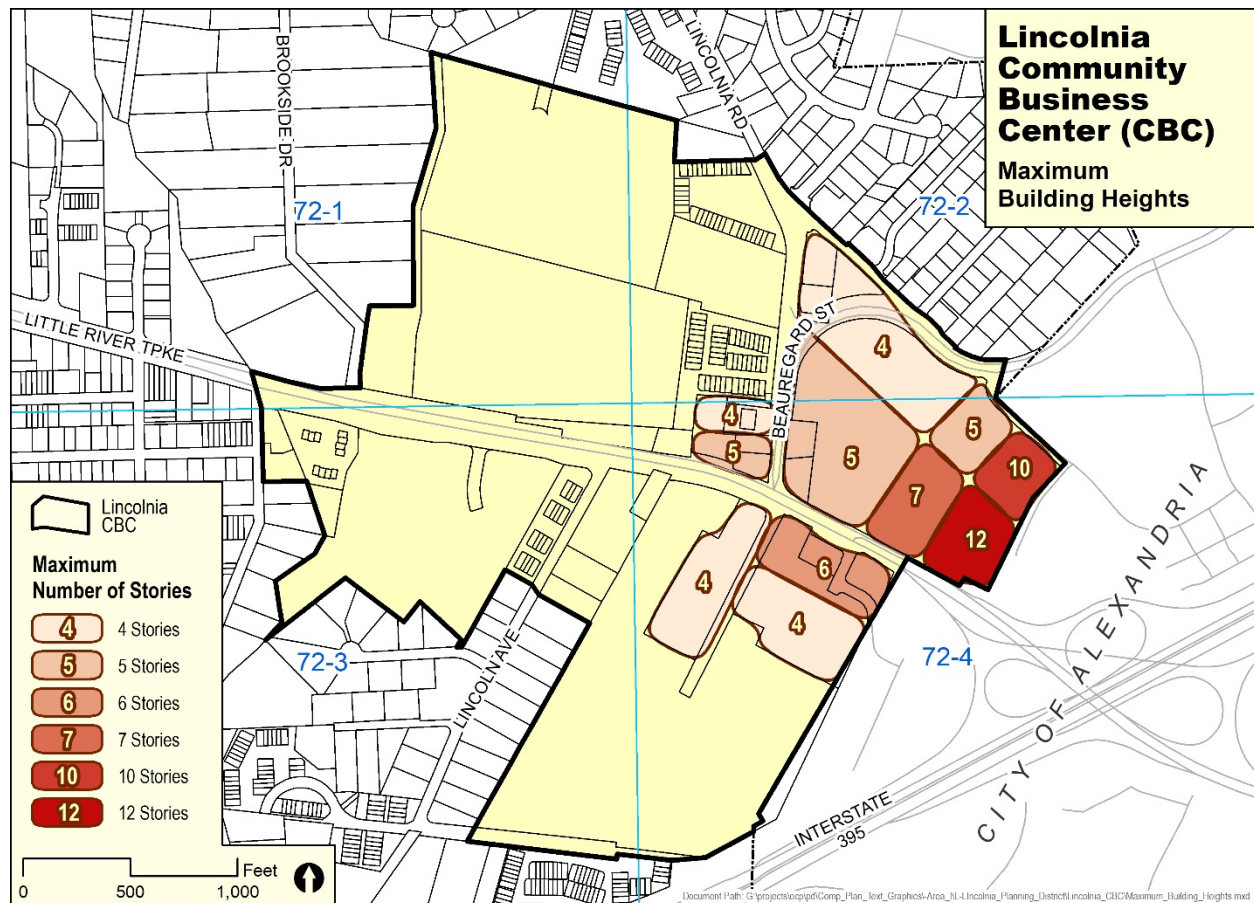 Lincolnia
Community
Business
Center (CBC)
Maximum
Building Heights
BROOKSIDE DR
LINCOLNIA RD
72-1
72-2
LITTLE RIVER TPKE
BEAUREGARD ST
4
4
5
5
5
10
7
12
6
4
4
72-3
72-4
LINCOLN AVE
CITY OF ALEXANDRIA
INTERSTATE
395
Lincolnia
CBC
Maximum
Number of Stories
4 4 Stories
5 5 Stories
6 6 Stories
7 7 Stories
10 10 Stories
12 12 Stories
Feet
0 500 1,000